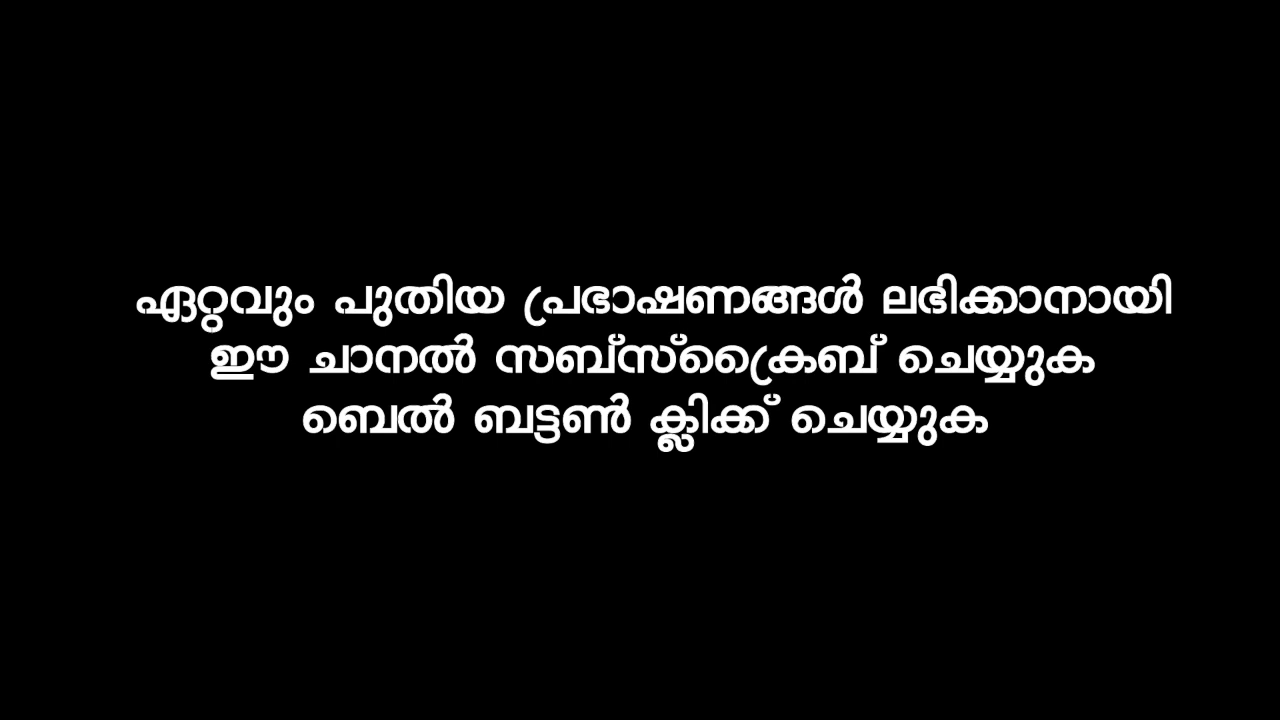 ഏറ്റവും പുതിയ പ്രഭാഷണങ്ങൾ ലഭിക്കാനായി
ഈ ചാനൽ സബ്സ്ക്രൈബ് ചെയ്യുക
ബെൽ ബട്ടൺ ക്ലിക്ക് ചെയ്യുക